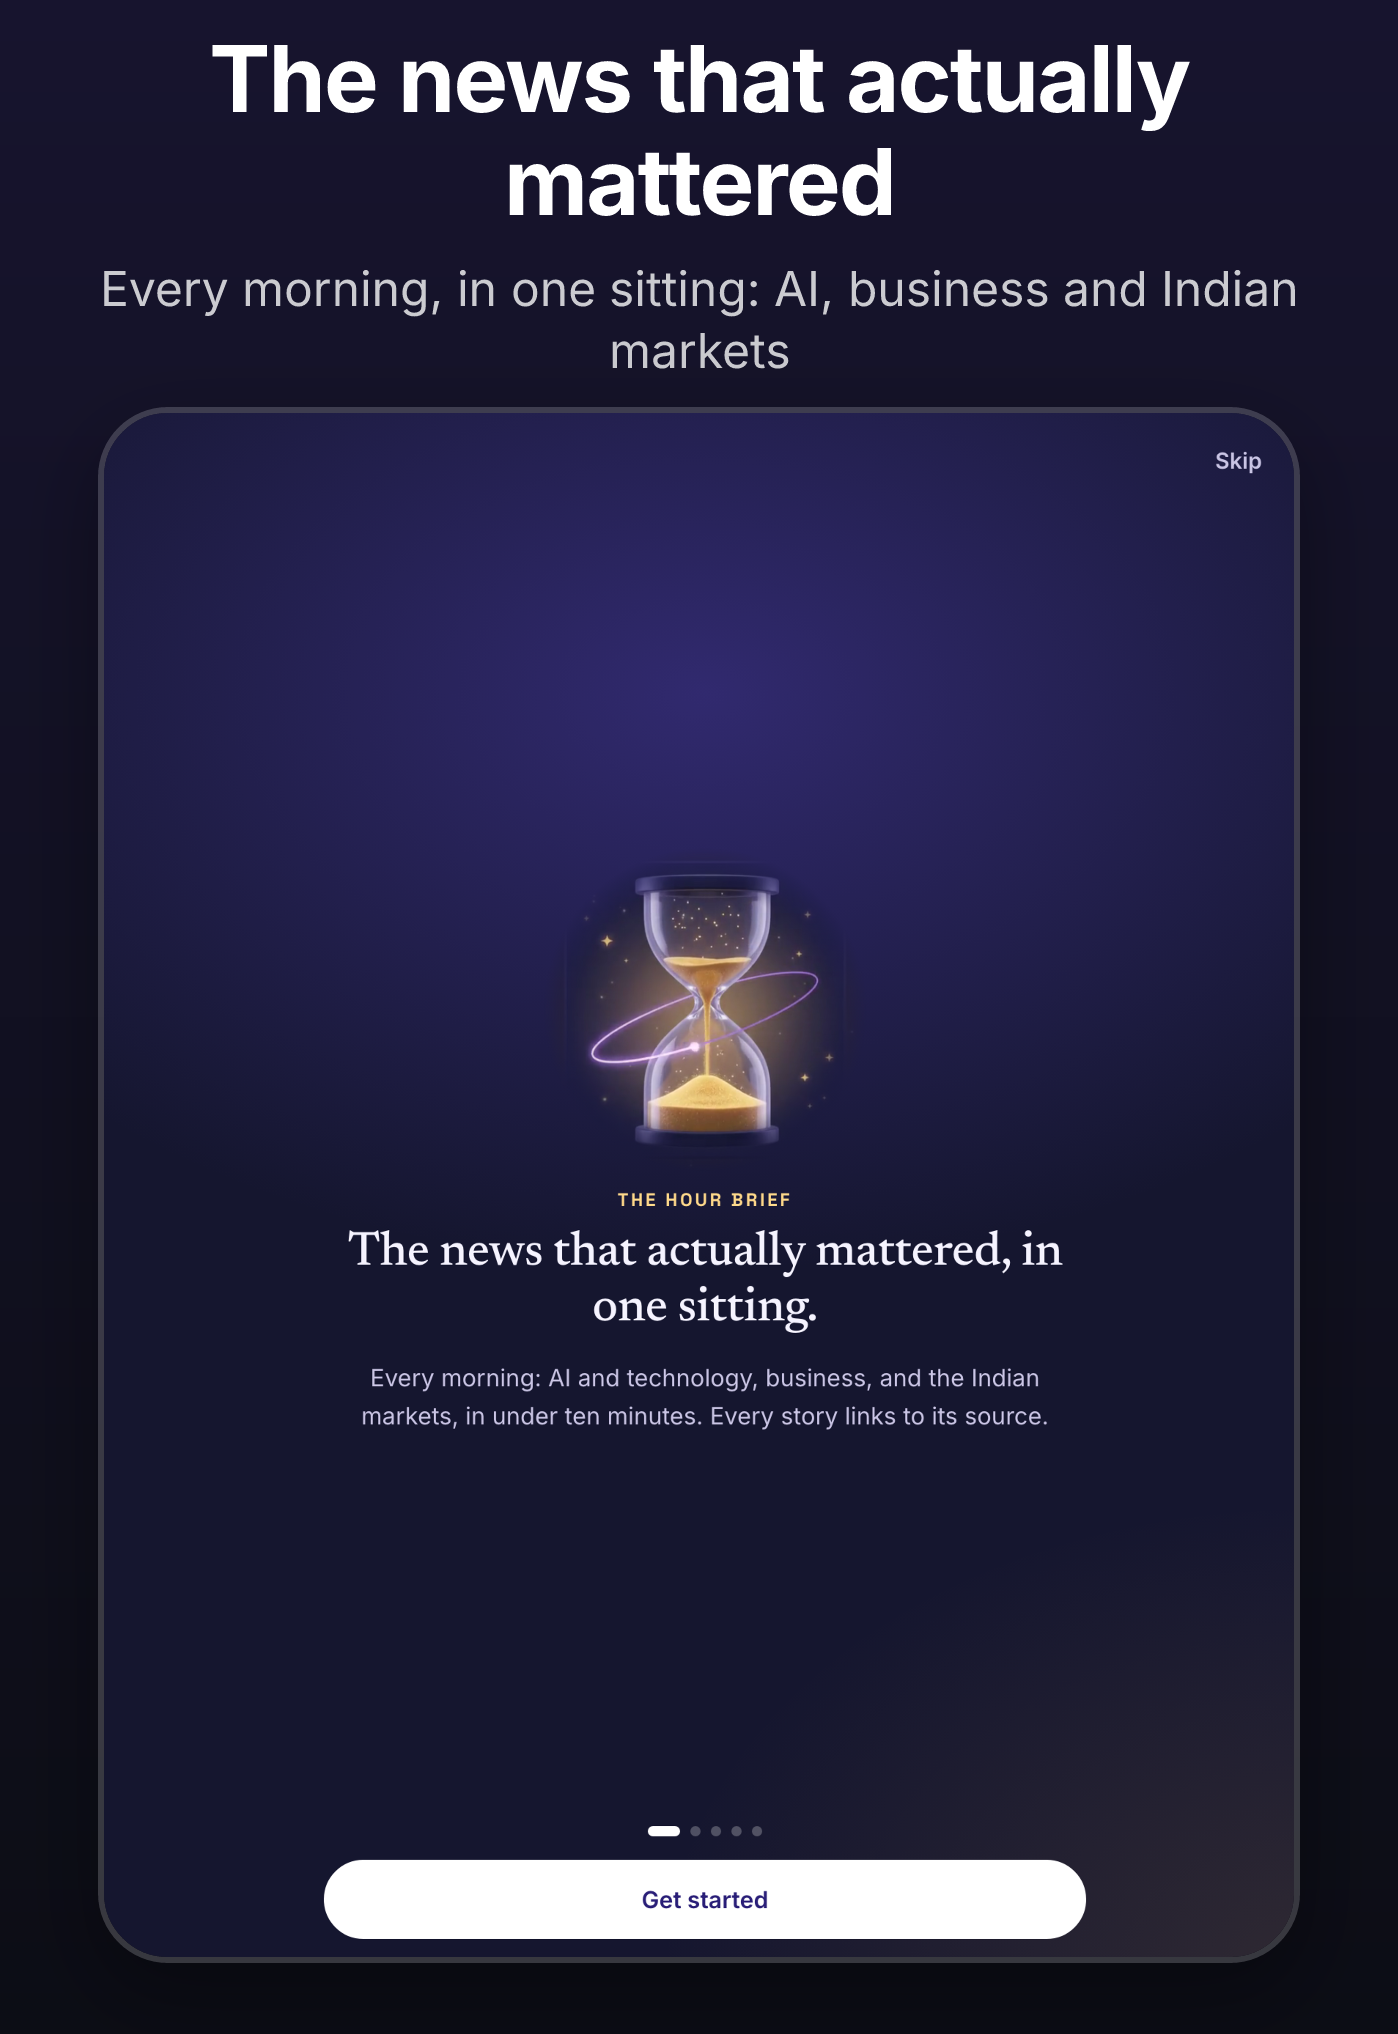 The news that actually
mattered
Every morning, in one sitting: AI, business and Indian
markets
Skip
THE HOUR BRIEF
The news that actually mattered, in
one sitting.
Every morning: AI and technology, business, and the Indian
markets, in under ten minutes. Every story links to its source.
Get started